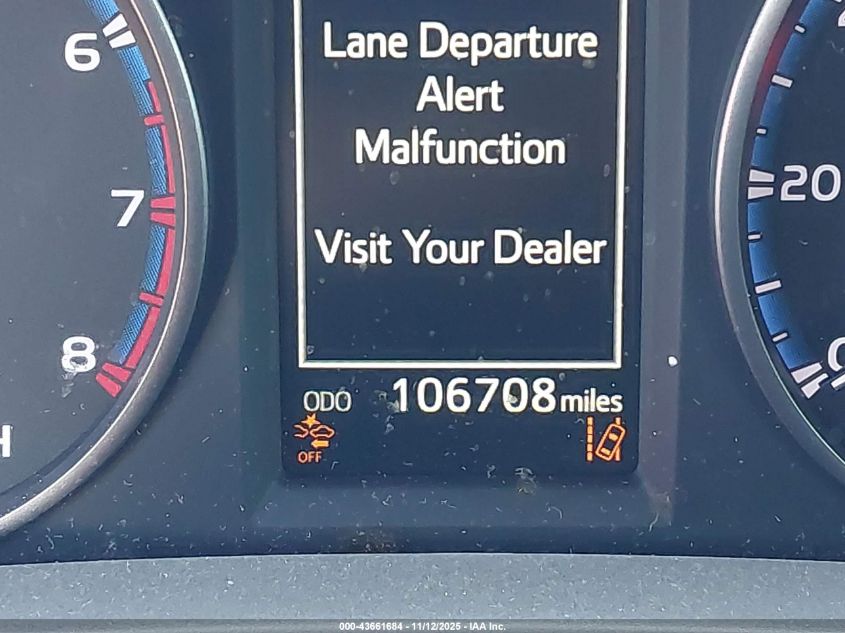 6
7
8
Lane Departure
Alert
Malfunction
Visit Your Dealer
ODO 106708 miles
OFF
20
H
000-43661684 - 11/12/2025 - IAA Inc.